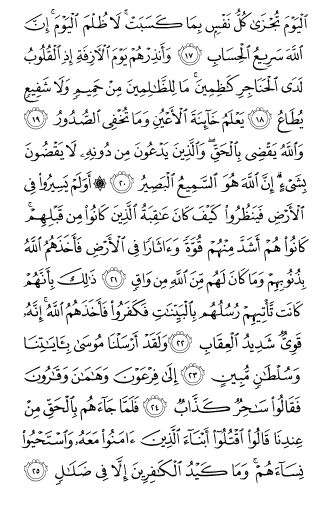 ٱلْيَوْمَ تُجْزَىٰ كُلُّ نَفْسٍۭ بِمَا كَسَبَتْ ۚ لَا ظُلْمَ ٱلْيَوْمَ ۚ إِنَّ
ٱللَّهَ سَرِيعُ ٱلْحِسَابِ ١٧ وَأَنذِرْهُمْ يَوْمَ ٱلْـَٔازِفَةِ إِذِ ٱلْقُلُوبُ
لَدَى ٱلْحَنَاجِرِ كَـٰظِمِينَ ۚ مَا لِلظَّـٰلِمِينَ مِنْ حَمِيمٍ وَلَا شَفِيعٍ
يُطَاعُ ١٨ يَعْلَمُ خَآئِنَةَ ٱلْأَعْيُنِ وَمَا تُخْفِى ٱلصُّدُورُ ١٩
وَٱللَّهُ يَقْضِى بِٱلْحَقِّ ۖ وَٱلَّذِينَ يَدْعُونَ مِن دُونِهِۦ لَا يَقْضُونَ
بِشَىْءٍ ۗ إِنَّ ٱللَّهَ هُوَ ٱلسَّمِيعُ ٱلْبَصِيرُ ٢٠ ۞ أَوَلَمْ يَسِيرُوا۟ فِى
ٱلْأَرْضِ فَيَنظُرُوا۟ كَيْفَ كَانَ عَـٰقِبَةُ ٱلَّذِينَ كَانُوا۟ مِن قَبْلِهِمْ ۚ
كَانُوا۟ هُمْ أَشَدَّ مِنْهُمْ قُوَّةً وَءَاثَارًا فِى ٱلْأَرْضِ فَأَخَذَهُمُ ٱللَّهُ
بِذُنُوبِهِمْ وَمَا كَانَ لَهُم مِّنَ ٱللَّهِ مِن وَاقٍ ٢١ ذَٰلِكَ بِأَنَّهُمْ
كَانَت تَّأْتِيهِمْ رُسُلُهُم بِٱلْبَيِّنَـٰتِ فَكَفَرُوا۟ فَأَخَذَهُمُ ٱللَّهُ ۚ إِنَّهُۥ
قَوِىٌّ شَدِيدُ ٱلْعِقَابِ ٢٢ وَلَقَدْ أَرْسَلْنَا مُوسَىٰ بِـَٔايَـٰتِنَا
وَسُلْطَـٰنٍ مُّبِينٍ ٢٣ إِلَىٰ فِرْعَوْنَ وَهَـٰمَـٰنَ وَقَـٰرُونَ
فَقَالُوا۟ سَـٰحِرٌ كَذَّابٌ ٢٤ فَلَمَّا جَآءَهُم بِٱلْحَقِّ مِنْ
عِندِنَا قَالُوا۟ ٱقْتُلُوٓا۟ أَبْنَآءَ ٱلَّذِينَ ءَامَنُوا۟ مَعَهُۥ وَٱسْتَحْيُوا۟
نِسَآءَهُمْ ۚ وَمَا كَيْدُ ٱلْكَـٰفِرِينَ إِلَّا فِى ضَلَـٰلٍ ٢٥